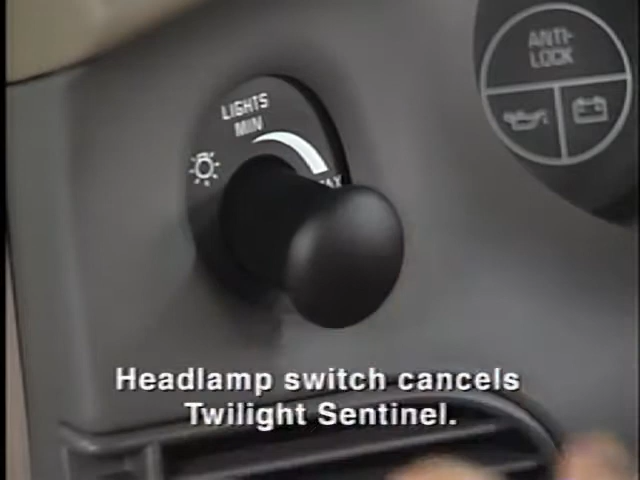 ANTI-
LOCK
LIGHTS
MIN
Headlamp switch cancels
Twilight Sentinel.